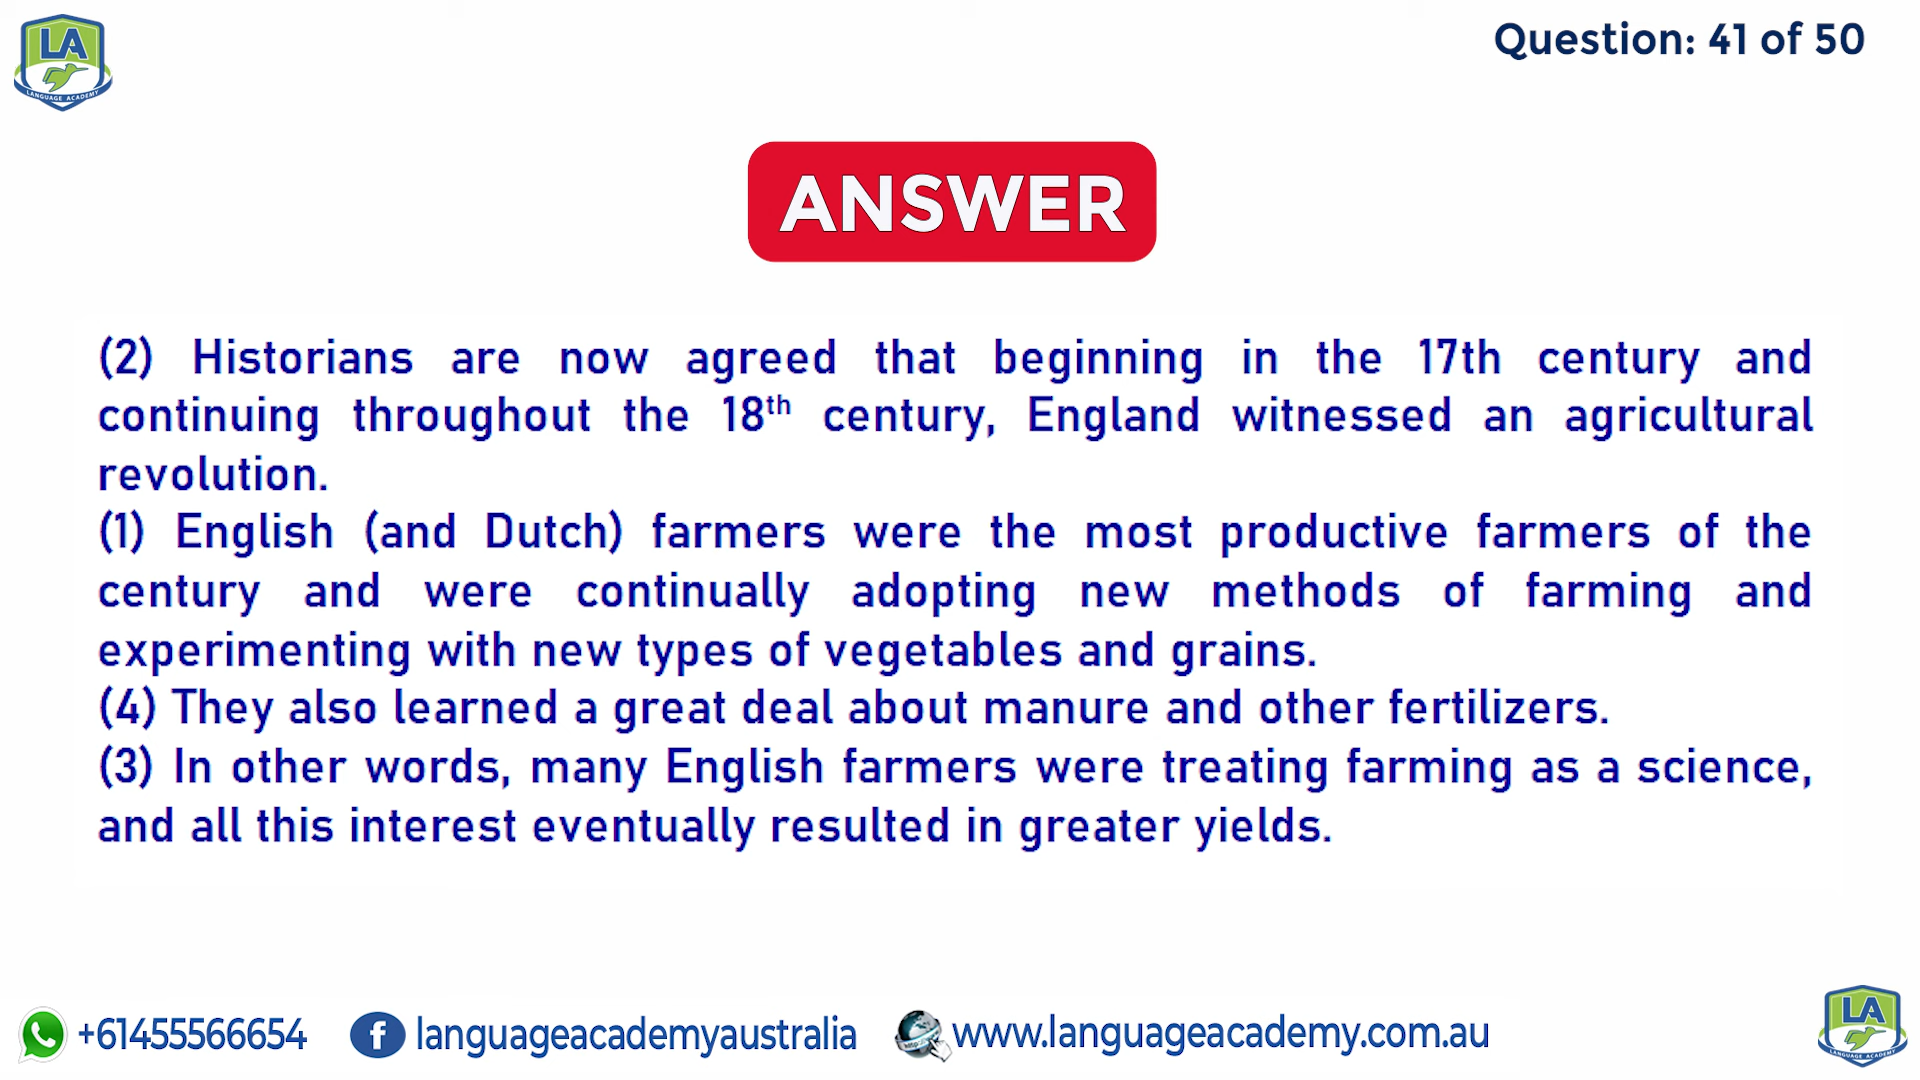 LA
LANGUAGE ACADEMY
Question: 41 of 50
ANSWER
(2) Historians are now agreed that beginning in the 17th century and
continuing throughout the 18th century, England witnessed an agricultural
revolution.
(1) English (and Dutch) farmers were the most productive farmers of the
century and were continually adopting new methods of farming and
experimenting with new types of vegetables and grains.
(4) They also learned a great deal about manure and other fertilizers.
(3) In other words, many English farmers were treating farming as a science,
and all this interest eventually resulted in greater yields.
+61455566654
languageacademyaustralia
www.languageacademy.com.au
LA
LANGUAGE ACADEMY